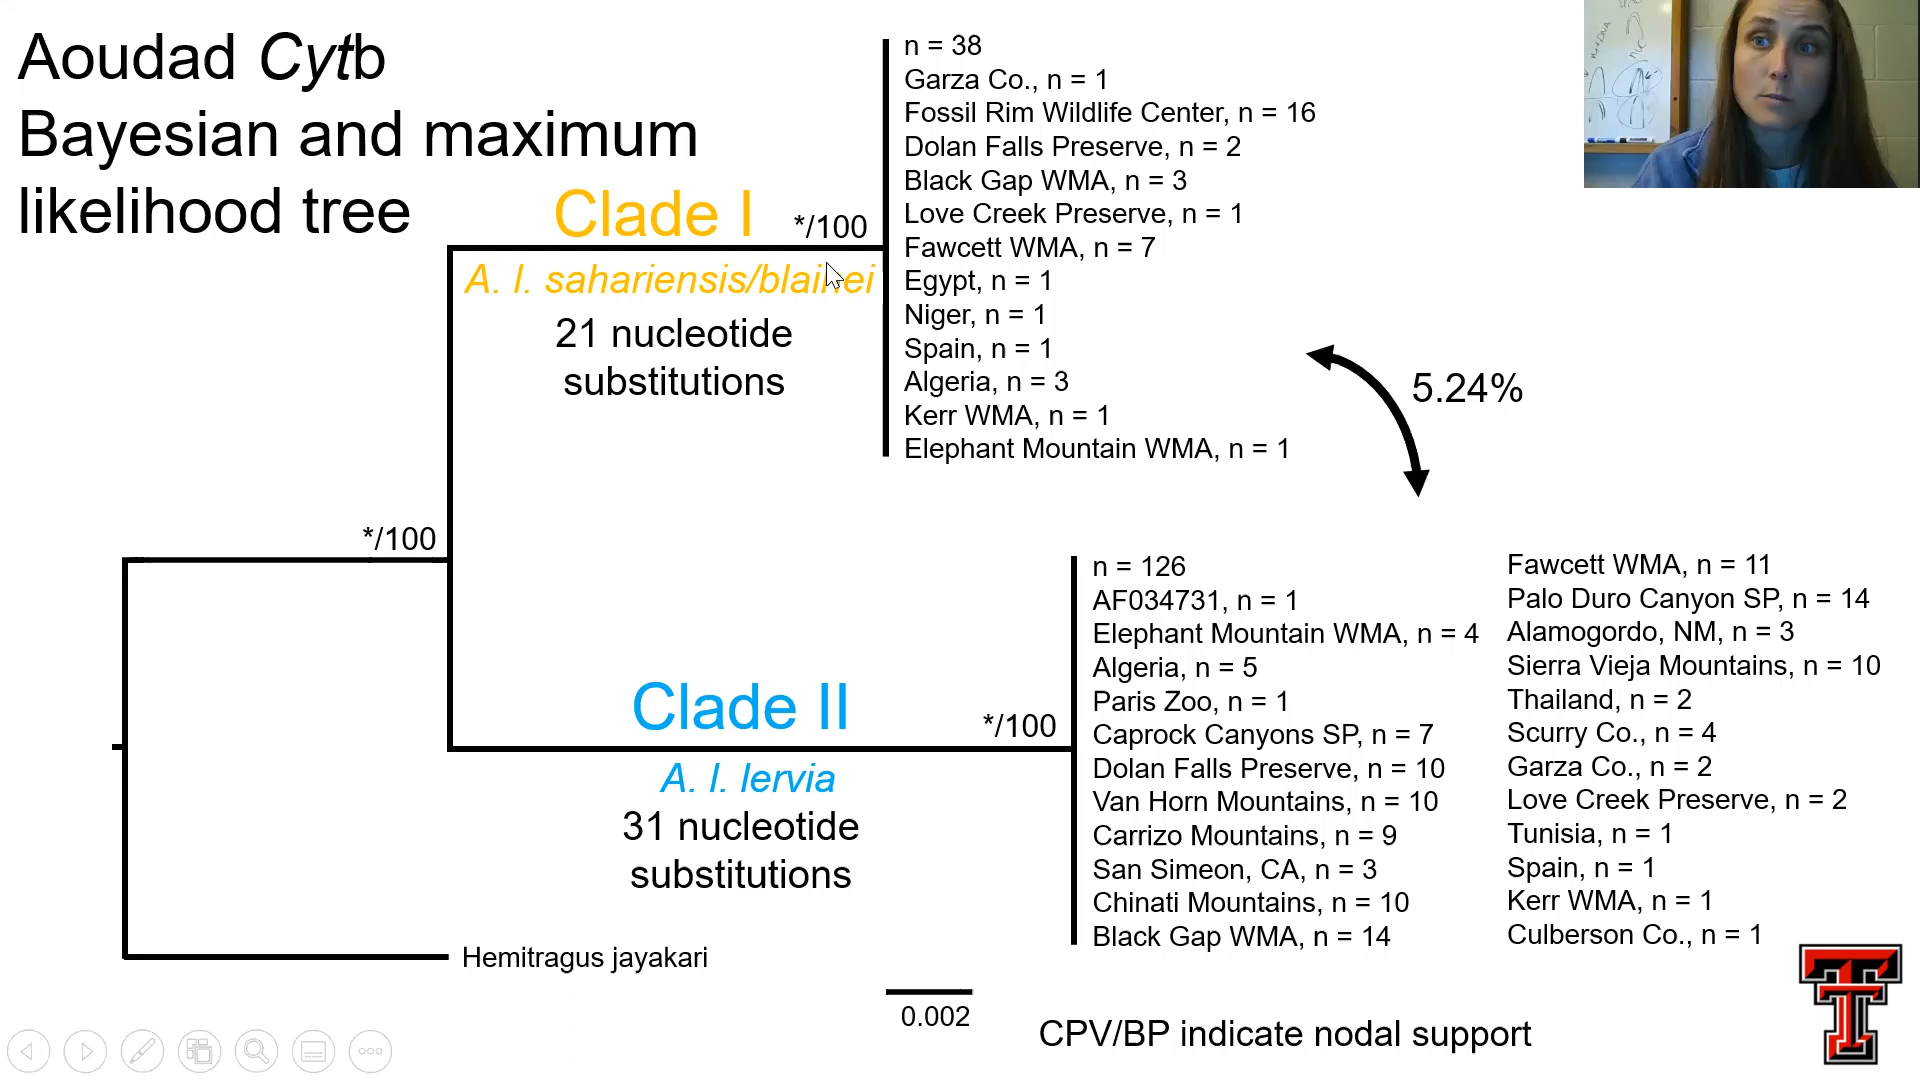 Aoudad Cytb
Bayesian and maximum
likelihood tree
Clade I
*/100
A. l. sahariensis/blainei
21 nucleotide
substitutions
n = 38
Garza Co., n = 1
Fossil Rim Wildlife Center, n = 16
Dolan Falls Preserve, n = 2
Black Gap WMA, n = 3
Love Creek Preserve, n = 1
Fawcett WMA, n = 7
Egypt, n = 1
Niger, n = 1
Spain, n = 1
Algeria, n = 3
Kerr WMA, n = 1
Elephant Mountain WMA, n = 1
5.24%
*/100
Clade II
*/100
A. l. lervia
31 nucleotide
substitutions
n = 126
AF034731, n = 1
Elephant Mountain WMA, n = 4
Algeria, n = 5
Paris Zoo, n = 1
Caprock Canyons SP, n = 7
Dolan Falls Preserve, n = 10
Van Horn Mountains, n = 10
Carrizo Mountains, n = 9
San Simeon, CA, n = 3
Chinati Mountains, n = 10
Black Gap WMA, n = 14
Fawcett WMA, n = 11
Palo Duro Canyon SP, n = 14
Alamogordo, NM, n = 3
Sierra Vieja Mountains, n = 10
Thailand, n = 2
Scurry Co., n = 4
Garza Co., n = 2
Love Creek Preserve, n = 2
Tunisia, n = 1
Spain, n = 1
Kerr WMA, n = 1
Culberson Co., n = 1
Hemitragus jayakari
0.002
CPV/BP indicate nodal support